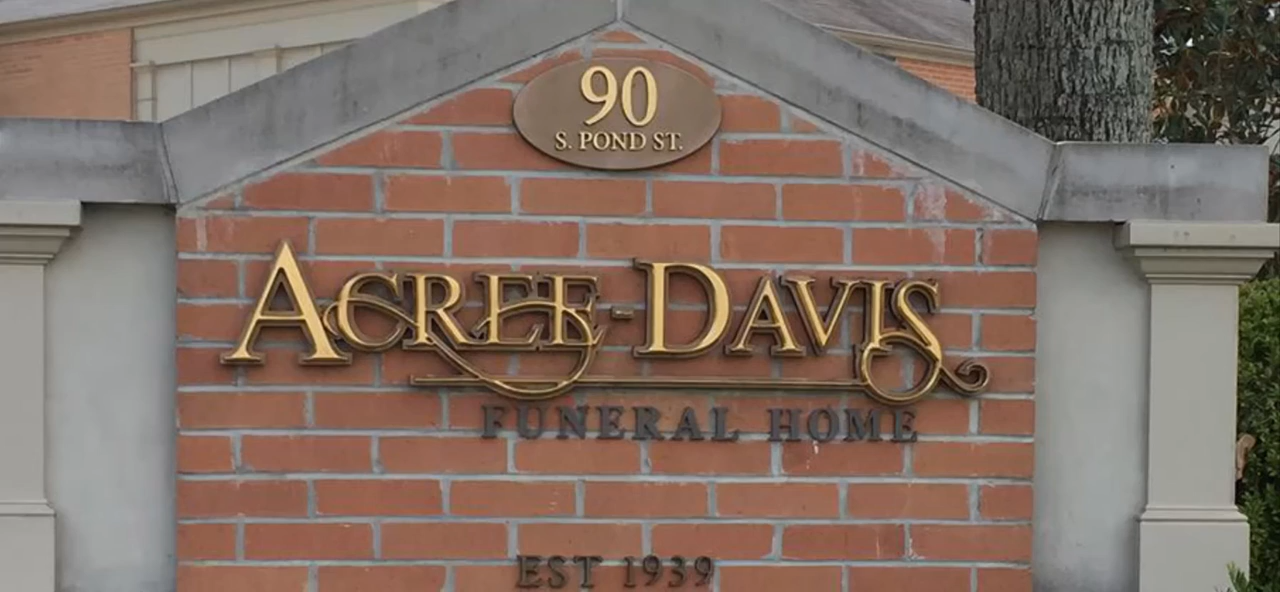 90
S. POND ST.
ACREE-DAVIS
FUNERAL HOME
EST 1939